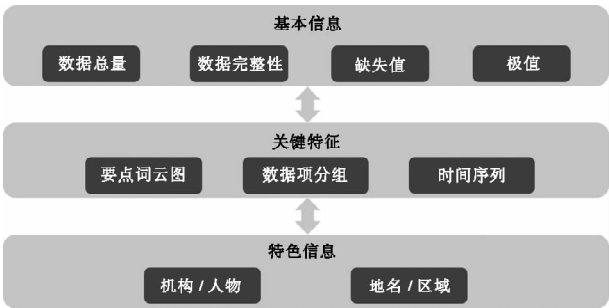 基本信息
数据总量 数据完整性 缺失值 极值
关键特征
要点词云图 数据项分组 时间序列
特色信息
机构/人物 地名/区域